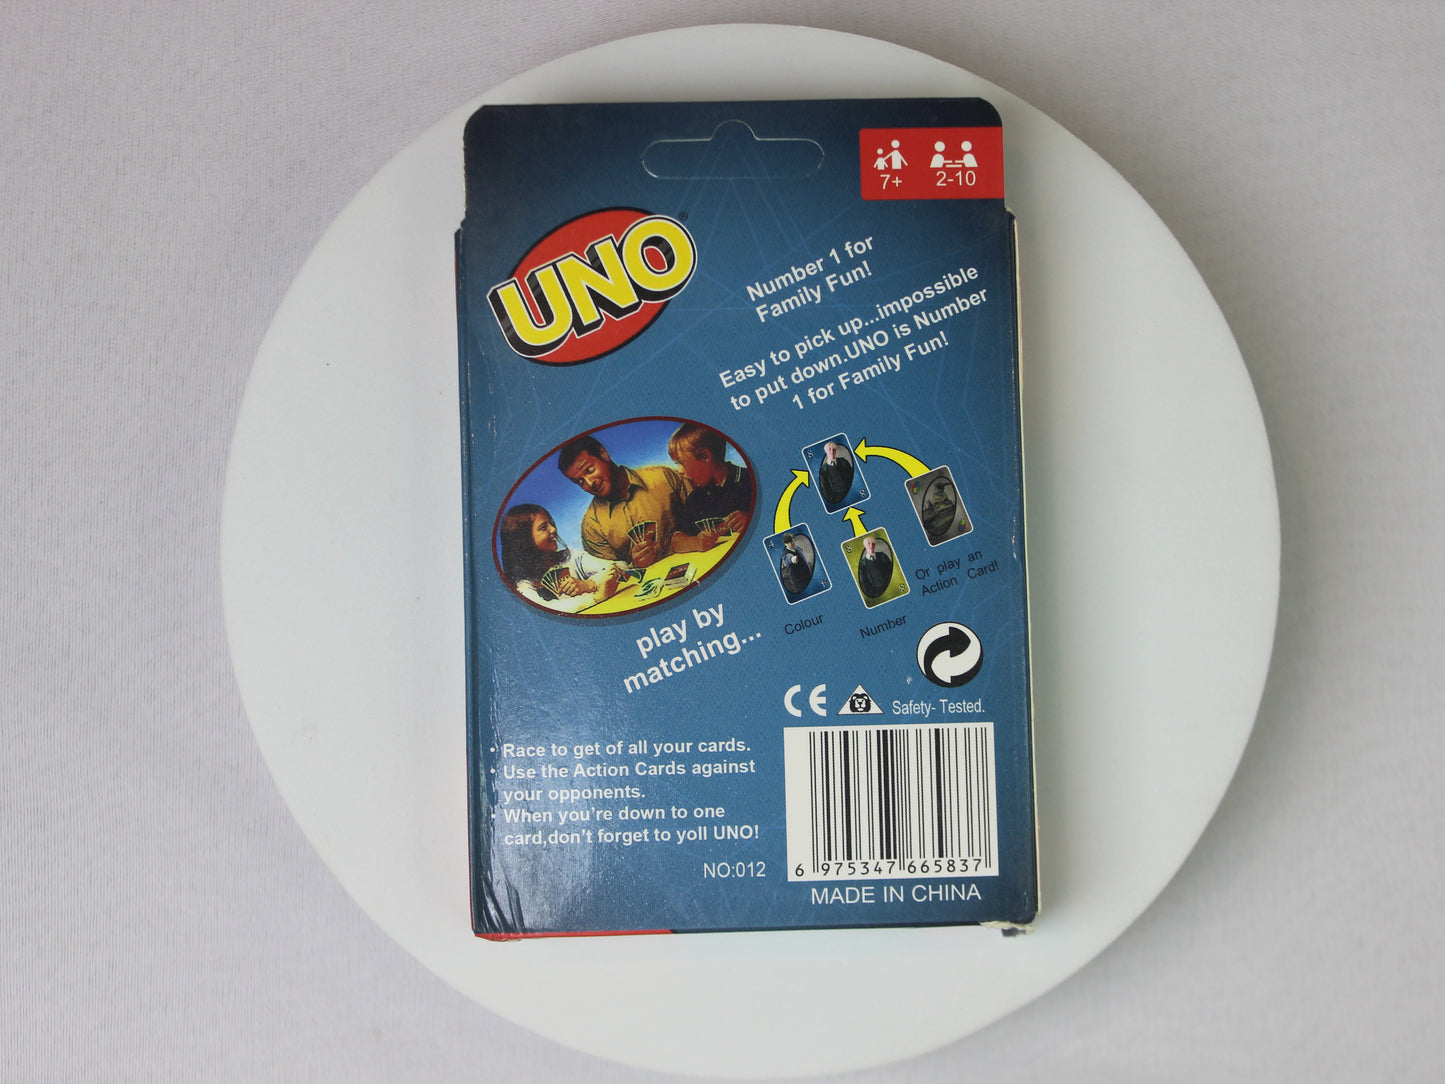 7+
2-10
UNO®
Number 1 for
Family Fun!
Easy to pick up...impossible
to put down.UNO is Number
1 for Family Fun!
play by
matching...
Colour
Number
Or play an
Action Card!
CE
Safety- Tested.
• Race to get of all your cards.
• Use the Action Cards against
your opponents.
• When you're down to one
card,don't forget to yoll UNO!
NO:012
6 975347 665837
MADE IN CHINA